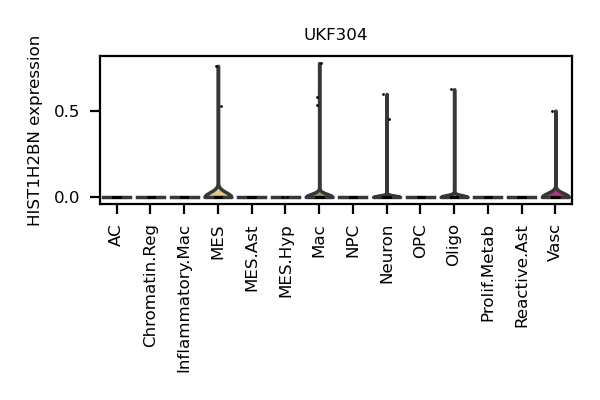 UKF304
HIST1H2BN expression
0.5
0.0
AC
Chromatin.Reg
Inflammatory.Mac
MES
MES.Ast
MES.Hyp
Mac
NPC
Neuron
OPC
Oligo
Prolif.Metab
Reactive.Ast
Vasc